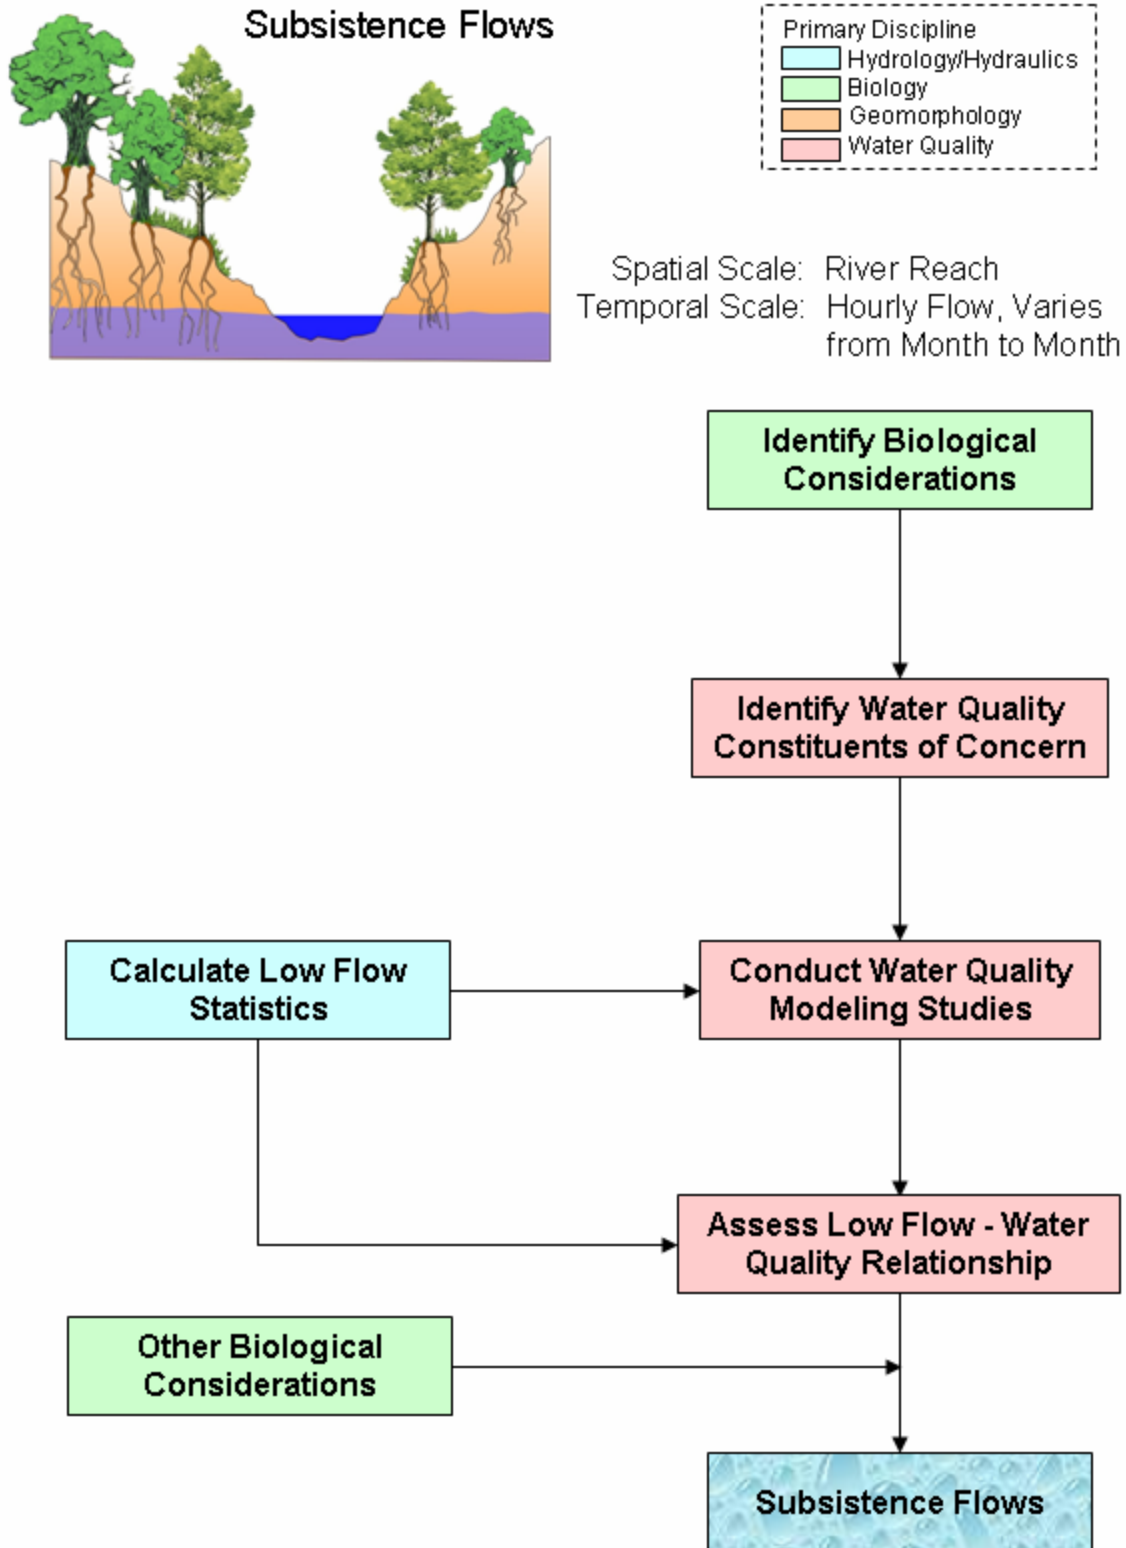 Subsistence Flows
Primary Discipline
Hydrology/Hydraulics
Biology
Geomorphology
Water Quality
Spatial Scale: River Reach
Temporal Scale: Hourly Flow, Varies
from Month to Month
Identify Biological
Considerations
Identify Water Quality
Constituents of Concern
Calculate Low Flow
Statistics
Conduct Water Quality
Modeling Studies
Assess Low Flow - Water
Quality Relationship
Other Biological
Considerations
Subsistence Flows